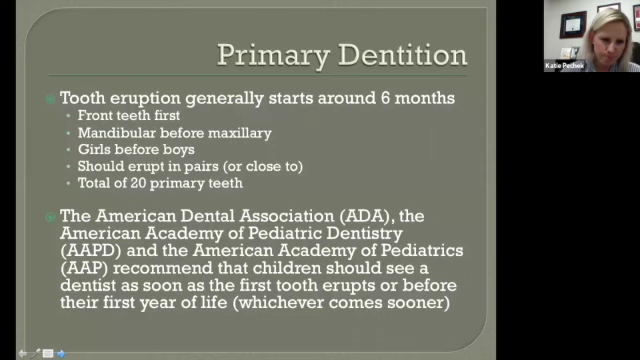 Primary Dentition
Tooth eruption generally starts around 6 months
Front teeth first
Mandibular before maxillary
Girls before boys
Should erupt in pairs (or close to)
Total of 20 primary teeth
The American Dental Association (ADA), the
American Academy of Pediatric Dentistry
(AAPD) and the American Academy of Pediatrics
(AAP) recommend that children should see a
dentist as soon as the first tooth erupts or before
their first year of life (whichever comes sooner)
Katie Pechek